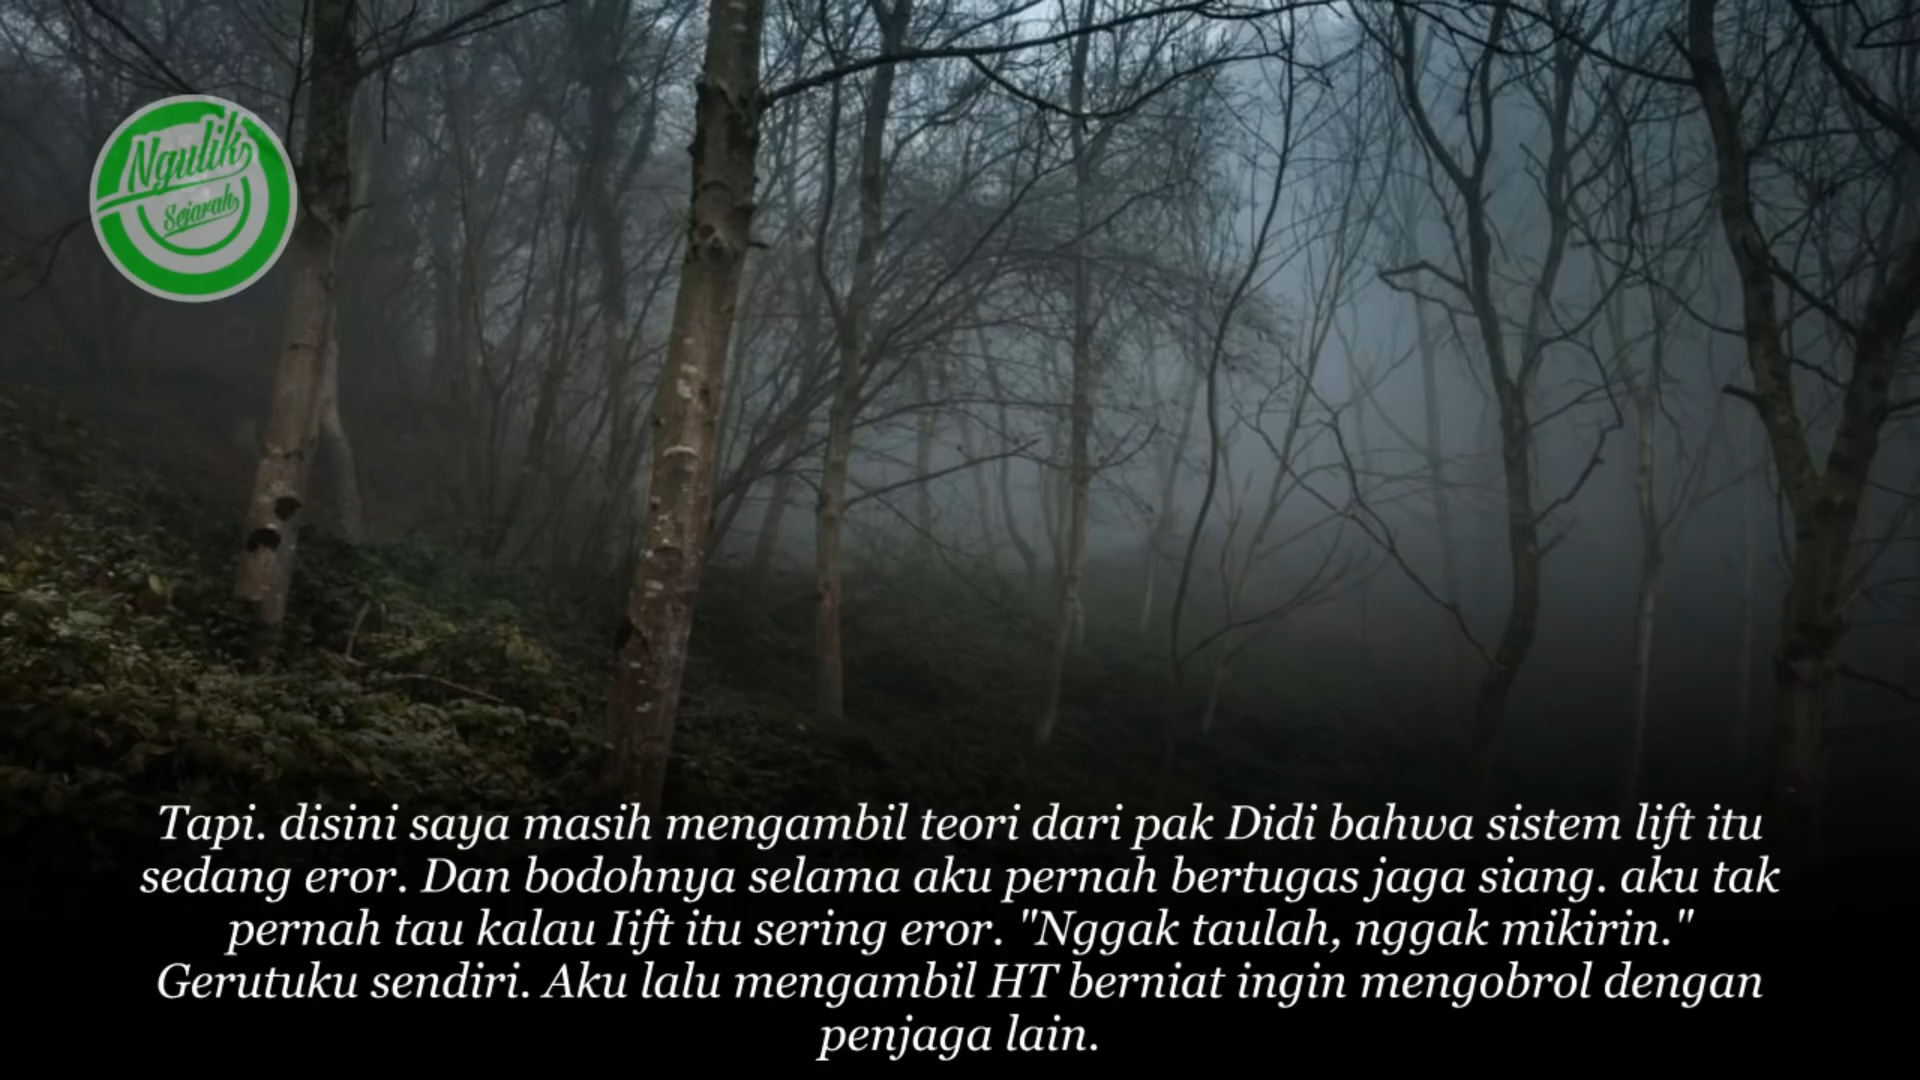 Ngulik
Sejarah
Tapi. disini saya masih mengambil teori dari pak Didi bahwa sistem lift itu
sedang eror. Dan bodohnya selama aku pernah bertugas jaga siang. aku tak
pernah tau kalau Iift itu sering eror. "Nggak taulah, nggak mikirin."
Gerutuku sendiri. Aku lalu mengambil HT berniat ingin mengobrol dengan
penjaga lain.